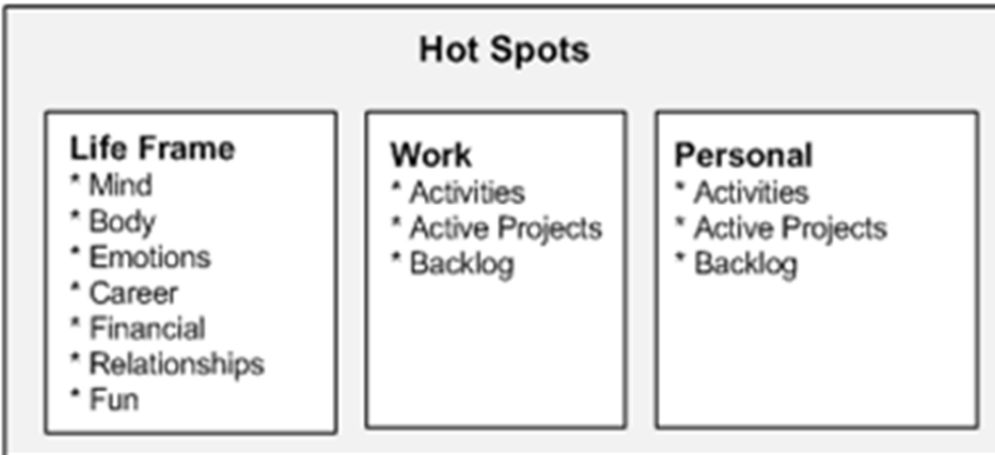 Hot Spots
Life Frame
* Mind
* Body
* Emotions
* Career
* Financial
* Relationships
* Fun
Work
* Activities
* Active Projects
* Backlog
Personal
* Activities
* Active Projects
* Backlog